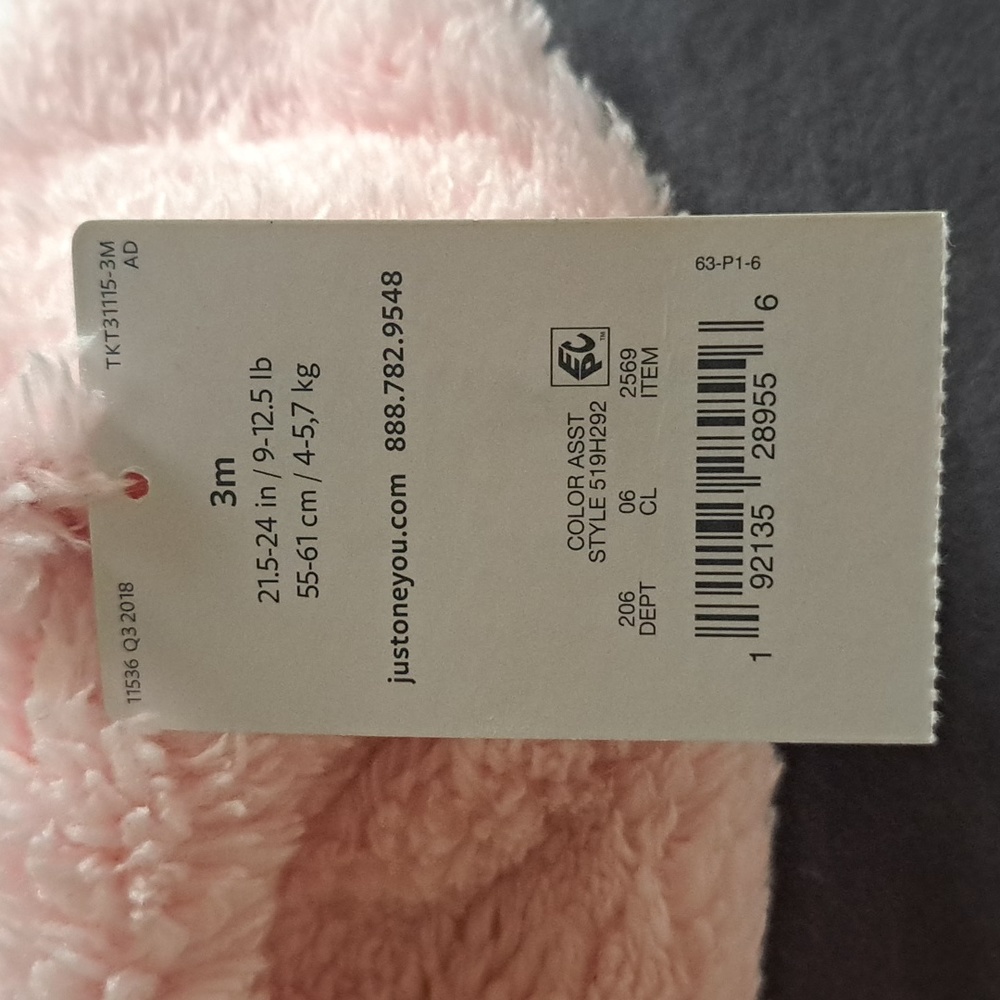 11536 Q3 2018 TKT31115-3M
AD
3m
21.5-24 in / 9-12.5 lb
55-61 cm / 4-5,7 kg
justoneyou.com 888.782.9548
COLOR ASST
STYLE 519H292
206 06 2569
DEPT CL ITEM
63-P1-6
1 92135 28955 6